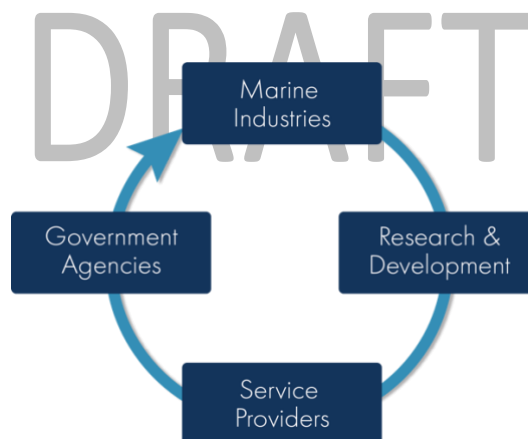 DRAFT
Marine
Industries
Government
Agencies
Research &
Development
Service
Providers